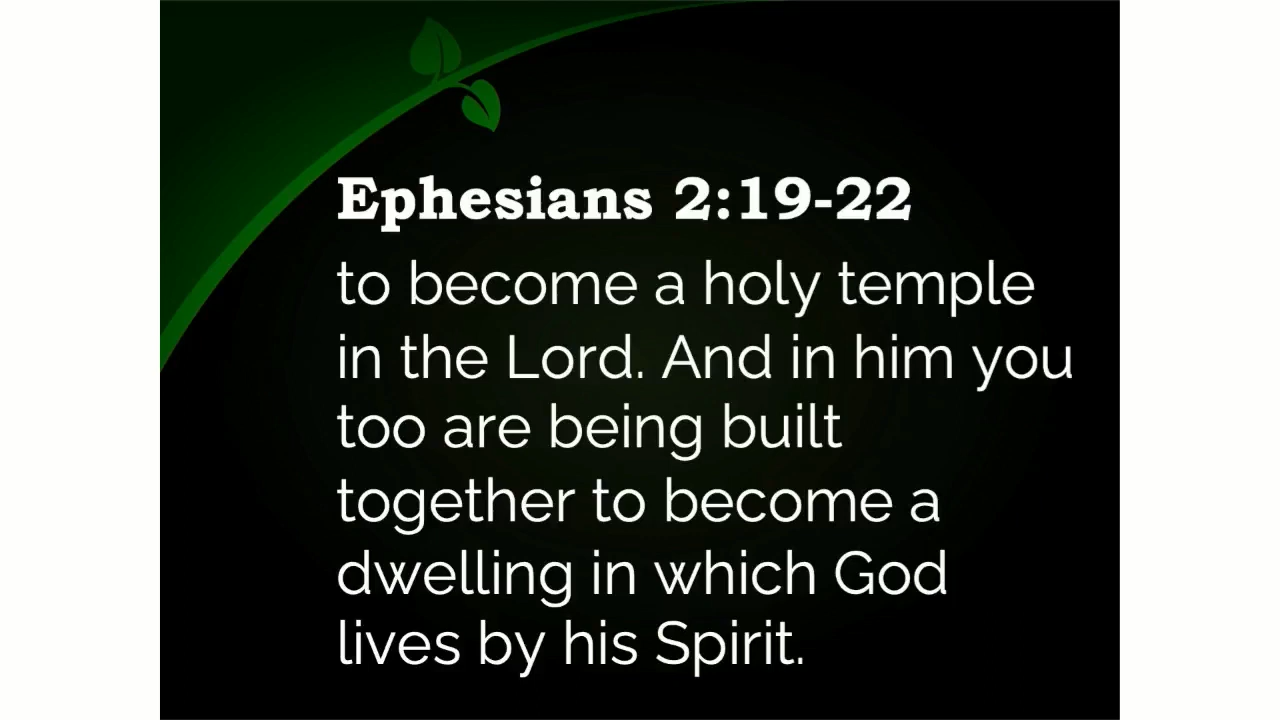 Ephesians 2:19-22
to become a holy temple
in the Lord. And in him you
too are being built
together to become a
dwelling in which God
lives by his Spirit.